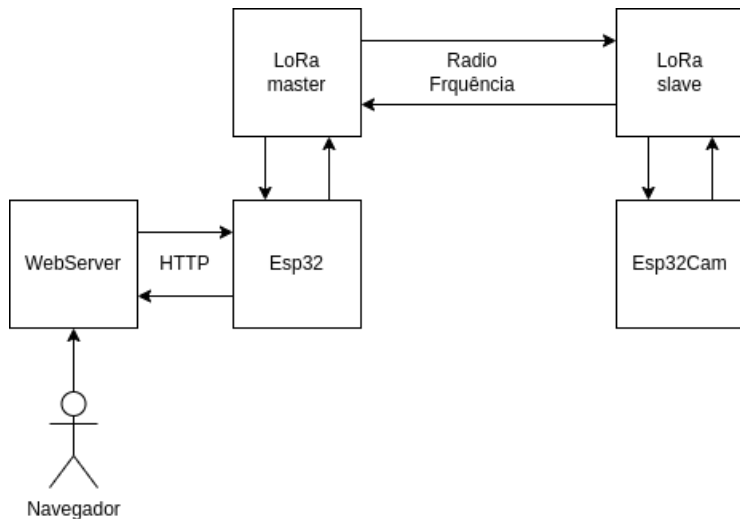 LoRa
master
Radio
Frquência
LoRa
slave
WebServer
HTTP
Esp32
Esp32Cam
Navegador